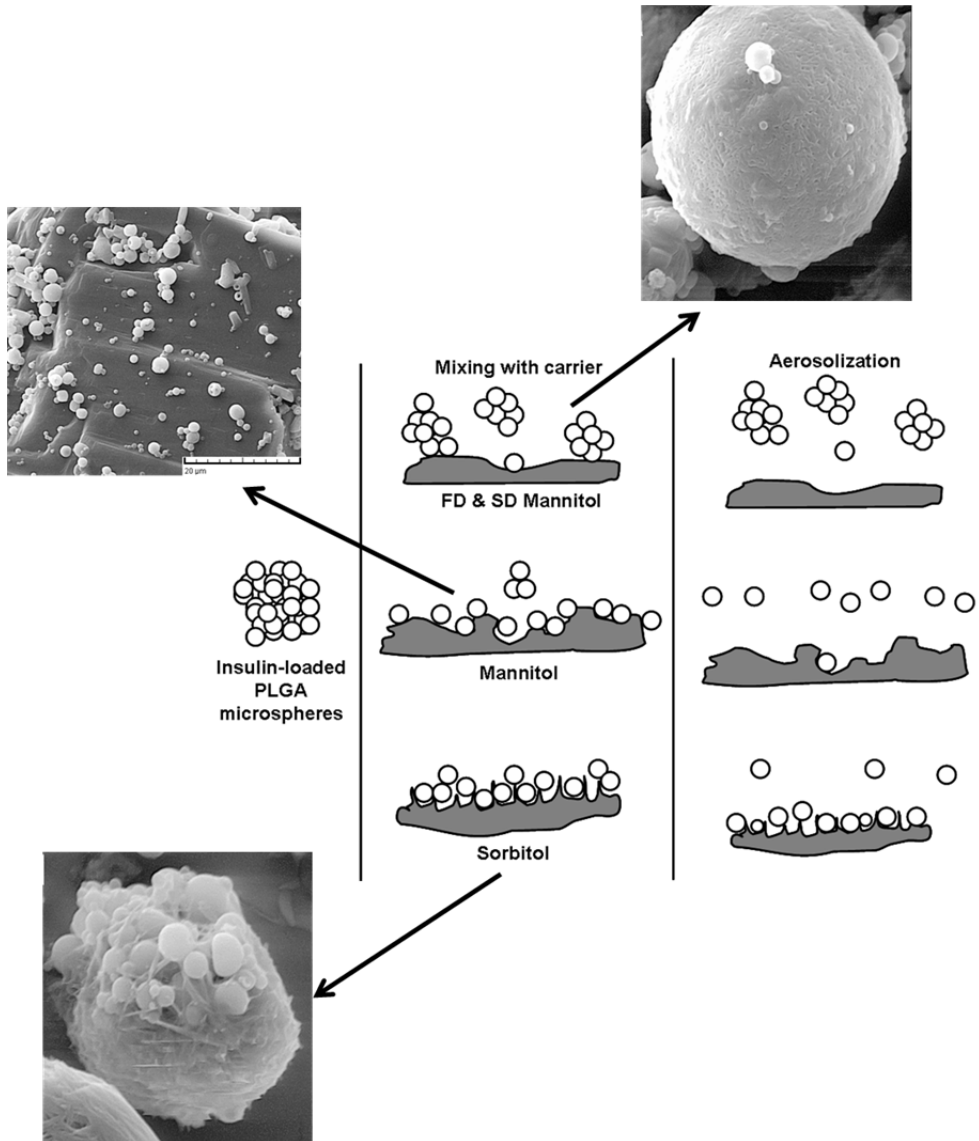 20 µm
Mixing with carrier
Aerosolization
FD & SD Mannitol
Insulin-loaded
PLGA
microspheres
Mannitol
Sorbitol